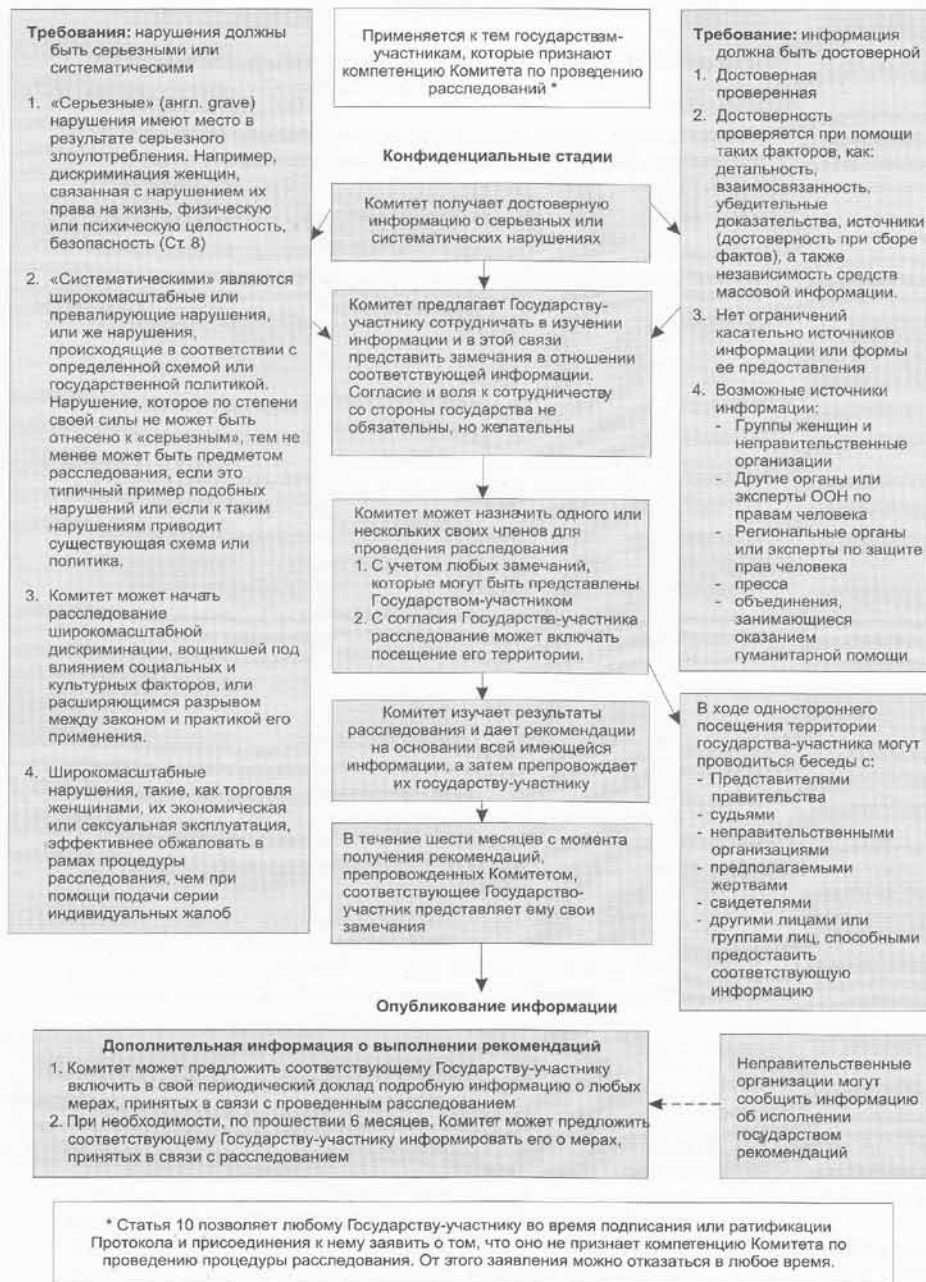 Требования: нарушения должны
быть серьезными или
систематическими
1. «Серьезные» (англ. grave)
нарушения имеют место в
результате серьезного
злоупотребления. Например,
дискриминация женщин,
связанная с нарушением их
права на жизнь, физическую
или психическую целостность,
безопасность (Ст. 8)
2. «Систематическими» являются
широкомасштабные или
превалирующие нарушения,
или же нарушения,
происходящие в соответствии с
определенной схемой или
государственной политикой.
Нарушение, которое по степени
своей силы не может быть
отнесено к «серьезным», тем не
менее может быть предметом
расследования, если это
типичный пример подобных
нарушений или если к таким
нарушениям приводит
существующая схема или
политика.
3. Комитет может начать
расследование
широкомасштабной
дискриминации, вощникшей под
влиянием социальных и
культурных факторов, или
расширяющимся разрывом
между законом и практикой его
применения.
4. Широкомасштабные
нарушения, такие, как торговля
женщинами, их экономическая
или сексуальная эксплуатация,
эффективнее обжаловать в
рамах процедуры
расследования, чем при
помощи подачи серии
индивидуальных жалоб
Применяется к тем государствам-
участникам, которые признают
компетенцию Комитета по проведению
расследований *
Конфиденциальные стадии
Комитет получает достоверную
информацию о серьезных или
систематических нарушениях
Комитет предлагает Государству-
участнику сотрудничать в изучении
информации и в этой связи
представить замечания в отношении
соответствующей информации.
Согласие и воля к сотрудничеству
со стороны государства не
обязательны, но желательны
Комитет может назначить одного или
нескольких своих членов для
проведения расследования
1. С учетом любых замечаний,
которые могут быть представлены
Государством-участником
2. С согласия Государства-участника
расследование может включать
посещение его территории.
Комитет изучает результаты
расследования и дает рекомендации
на основании всей имеющейся
информации, а затем препровождает
их государству-участнику
В течение шести месяцев с момента
получения рекомендаций,
препровожденных Комитетом,
соответствующее Государство-
участник представляет ему свои
замечания
Требование: информация
должна быть достоверной
1. Достоверная
проверенная
2. Достоверность
проверяется при помощи
таких факторов, как:
детальность,
взаимосвязанность,
убедительные
доказательства, источники
(достоверность при сборе
фактов), а также
независимость средств
массовой информации.
3. Нет ограничений
касательно источников
информации или формы
ее предоставления
4. Возможные источники
информации:
- Группы женщин и
неправительственные
организации
- Другие органы или
эксперты ООН по
правам человека
- Региональные органы
или эксперты по защите
прав человека
- пресса
- объединения,
занимающиеся
оказанием
гуманитарной помощи
В ходе одностороннего
посещения территории
государства-участника могут
проводиться беседы с:
- Представителями
правительства
- судьями
- неправительственными
организациями
- предполагаемыми
жертвами
- свидетелями
- другими лицами или
группами лиц, способными
предоставить
соответствующую
информацию
Опубликование информации
Дополнительная информация о выполнении рекомендаций
1. Комитет может предложить соответствующему Государству-участнику
включить в свой периодический доклад подробную информацию о любых
мерах, принятых в связи с проведенным расследованием
2. При необходимости, по прошествии 6 месяцев, Комитет может предложить
соответствующему Государству-участнику информировать его о мерах,
принятых в связи с расследованием
Неправительственные
организации могут
сообщить информацию
об исполнении
государством
рекомендаций
* Статья 10 позволяет любому Государству-участнику во время подписания или ратификации
Протокола и присоединения к нему заявить о том, что оно не признает компетенцию Комитета по
проведению процедуры расследования. От этого заявления можно отказаться в любое время.